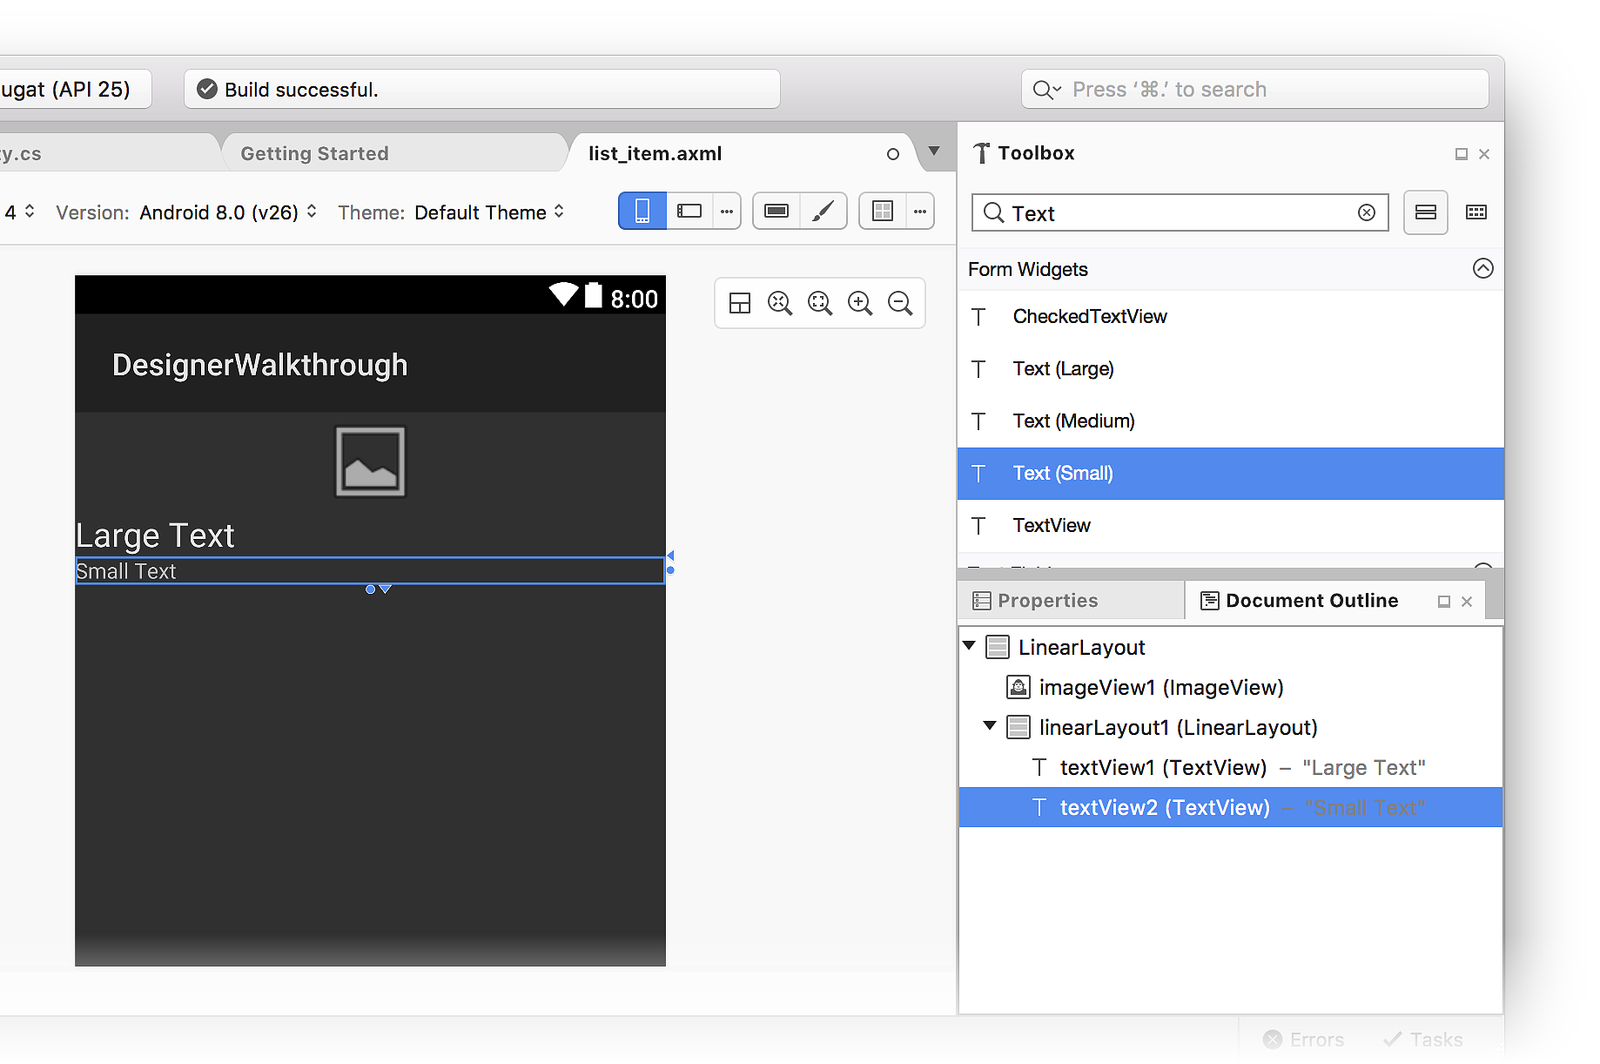 ugat (API 25)
Build successful.
Press ‘⌘.’ to search
y.cs
Getting Started
list_item.axml
4
Version: Android 8.0 (v26)
Theme: Default Theme
8:00
DesignerWalkthrough
Large Text
Small Text
Toolbox
Text
Form Widgets
T CheckedTextView
T Text (Large)
T Text (Medium)
T Text (Small)
T TextView
Properties
Document Outline
LinearLayout
imageView1 (ImageView)
linearLayout1 (LinearLayout)
T textView1 (TextView) – "Large Text"
T textView2 (TextView) – "Small Text"
Errors
Tasks